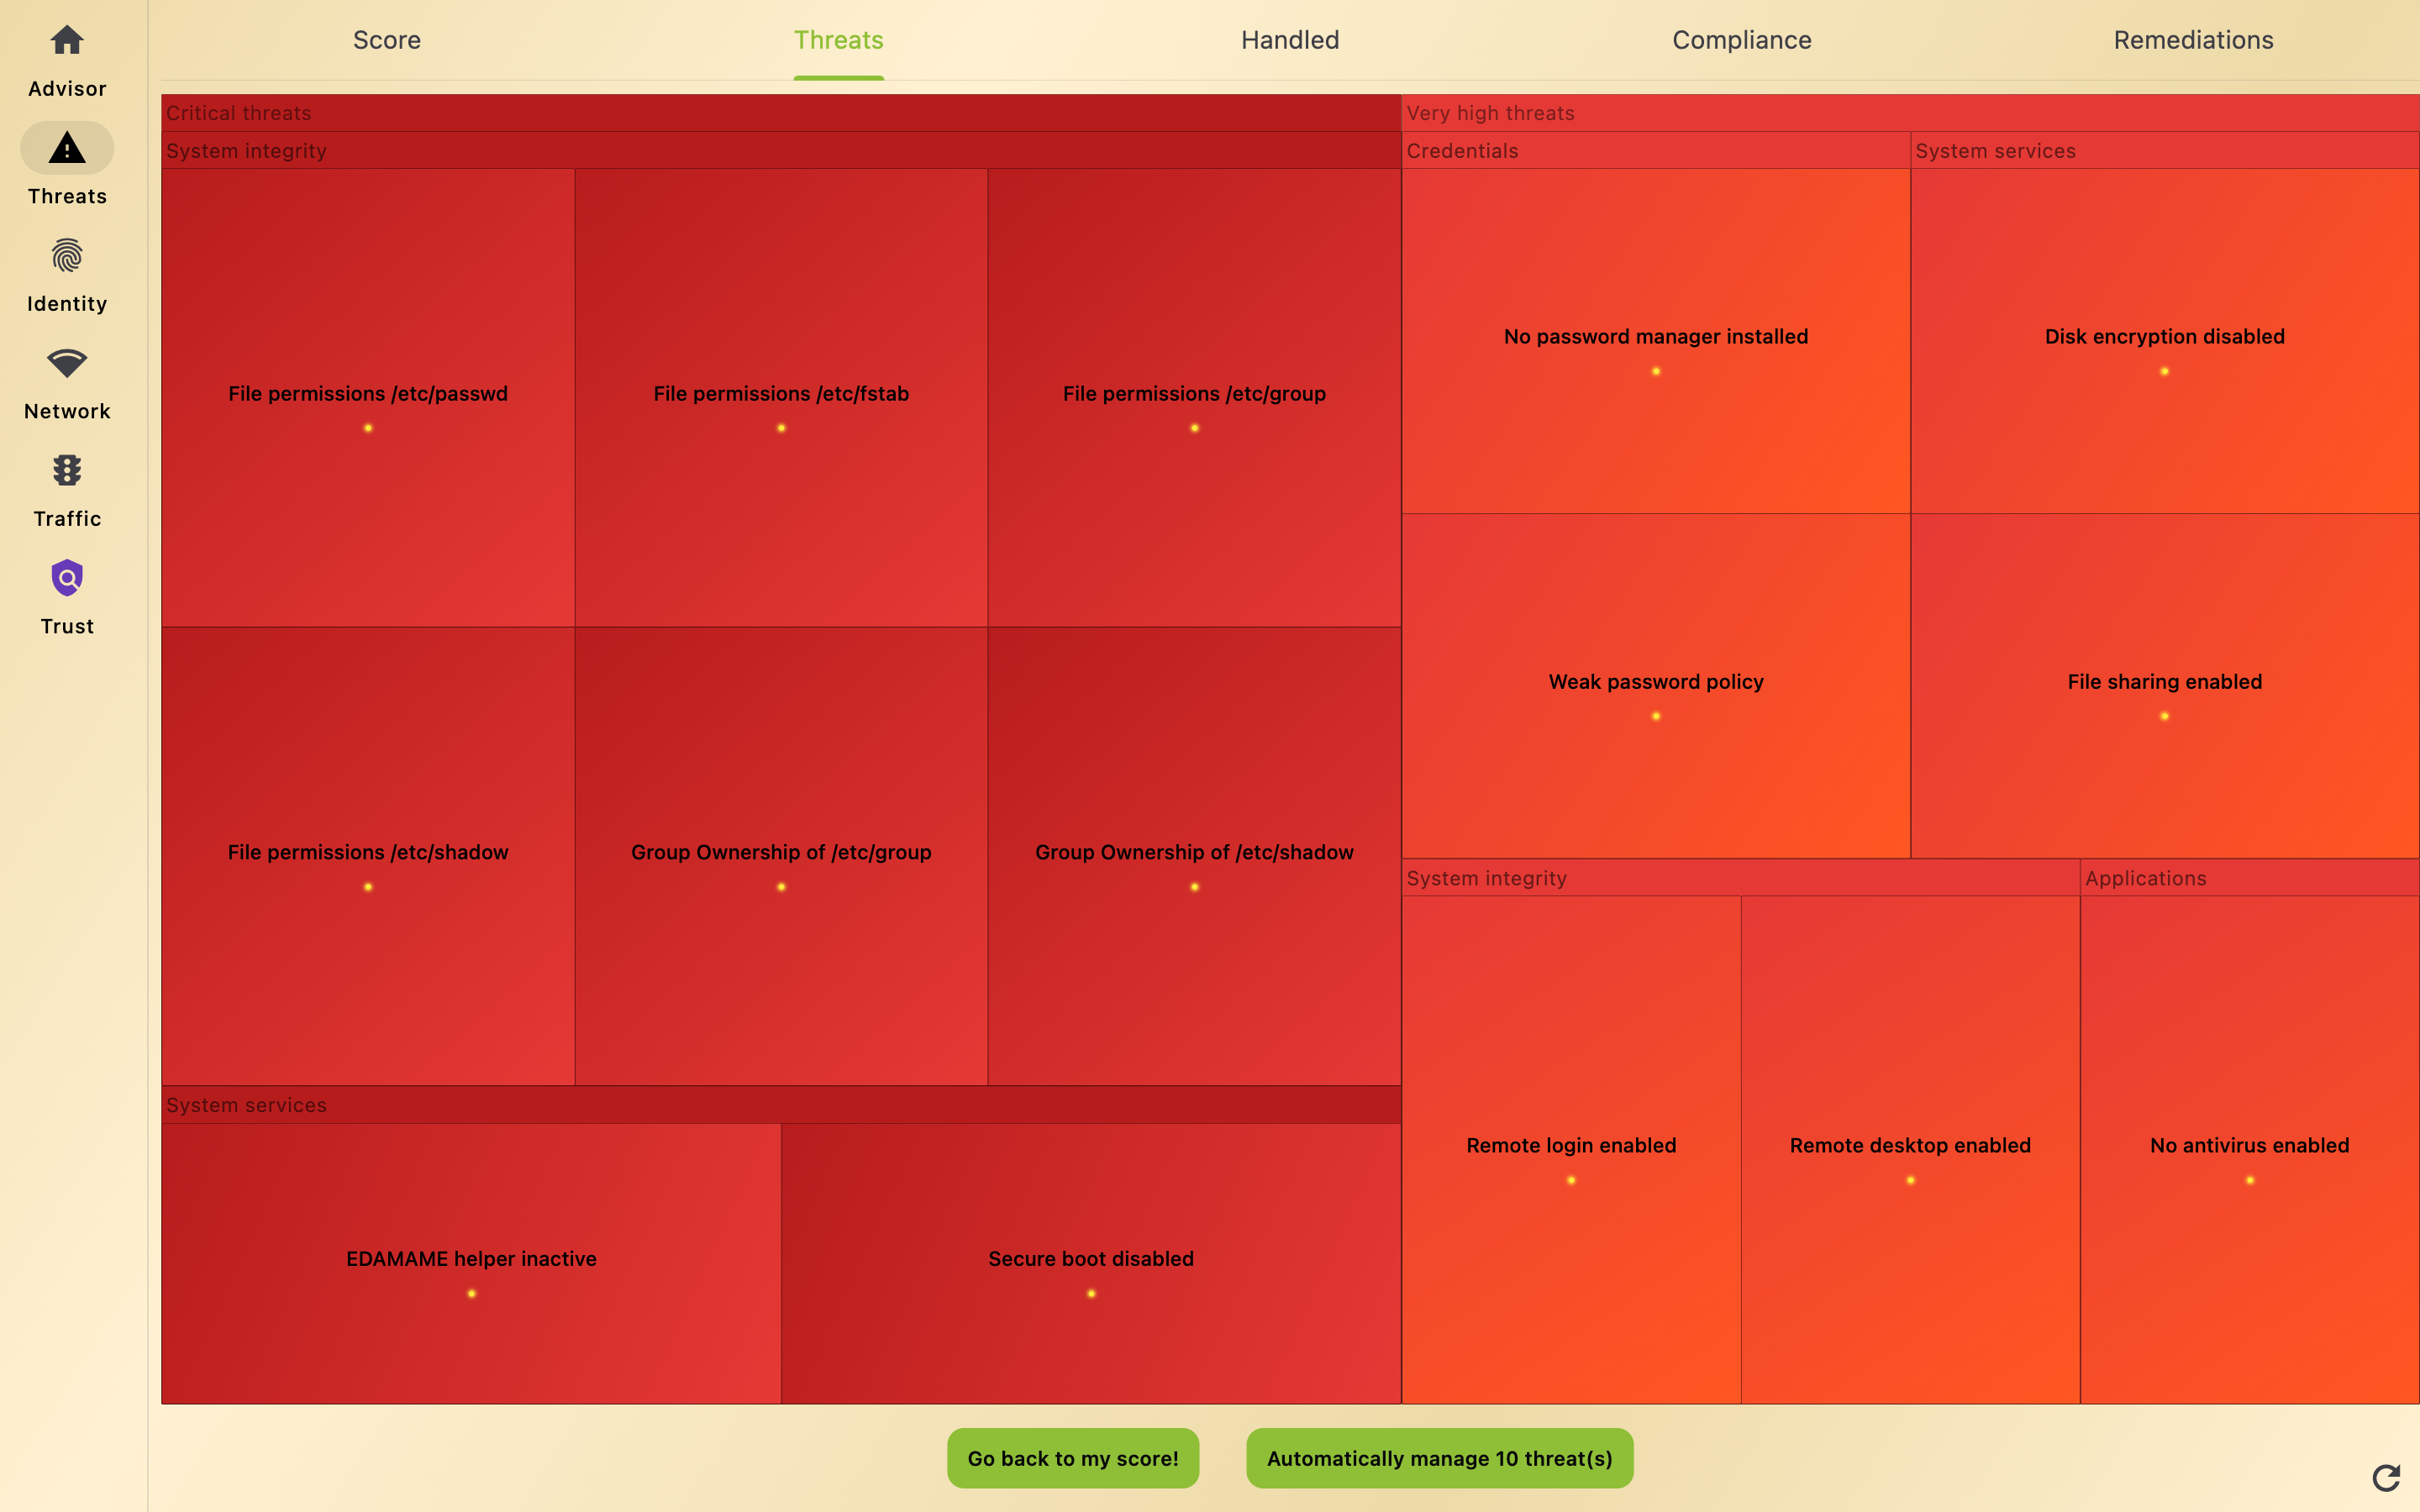 Advisor
Threats
Identity
Network
Traffic
Trust
Score
Threats
Handled
Compliance
Remediations
Critical threats
System integrity
File permissions /etc/passwd
File permissions /etc/fstab
File permissions /etc/group
File permissions /etc/shadow
Group Ownership of /etc/group
Group Ownership of /etc/shadow
System services
EDAMAME helper inactive
Secure boot disabled
Very high threats
Credentials
No password manager installed
Weak password policy
System services
Disk encryption disabled
File sharing enabled
System integrity
Remote login enabled
Remote desktop enabled
Applications
No antivirus enabled
Go back to my score!
Automatically manage 10 threat(s)